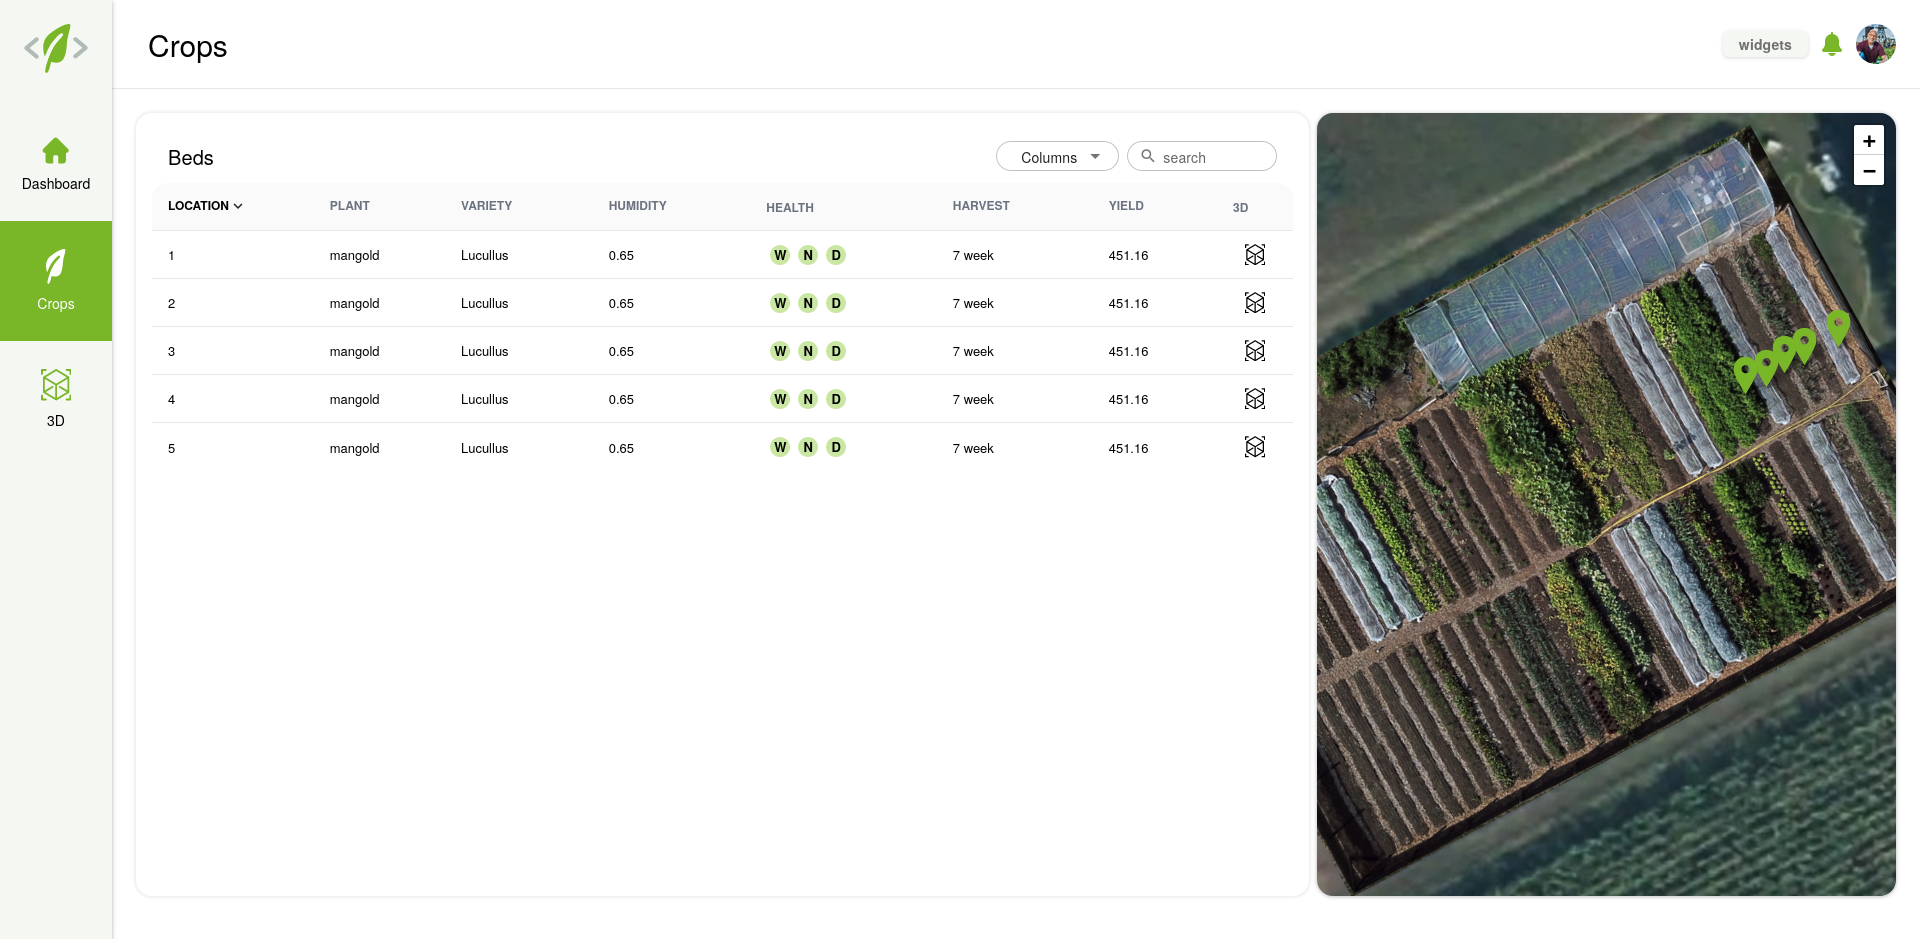 Crops
widgets
Dashboard
Crops
3D
Beds
Columns
search
LOCATION PLANT VARIETY HUMIDITY HEALTH HARVEST YIELD 3D
1 mangold Lucullus 0.65 W N D 7 week 451.16
2 mangold Lucullus 0.65 W N D 7 week 451.16
3 mangold Lucullus 0.65 W N D 7 week 451.16
4 mangold Lucullus 0.65 W N D 7 week 451.16
5 mangold Lucullus 0.65 W N D 7 week 451.16
+
−